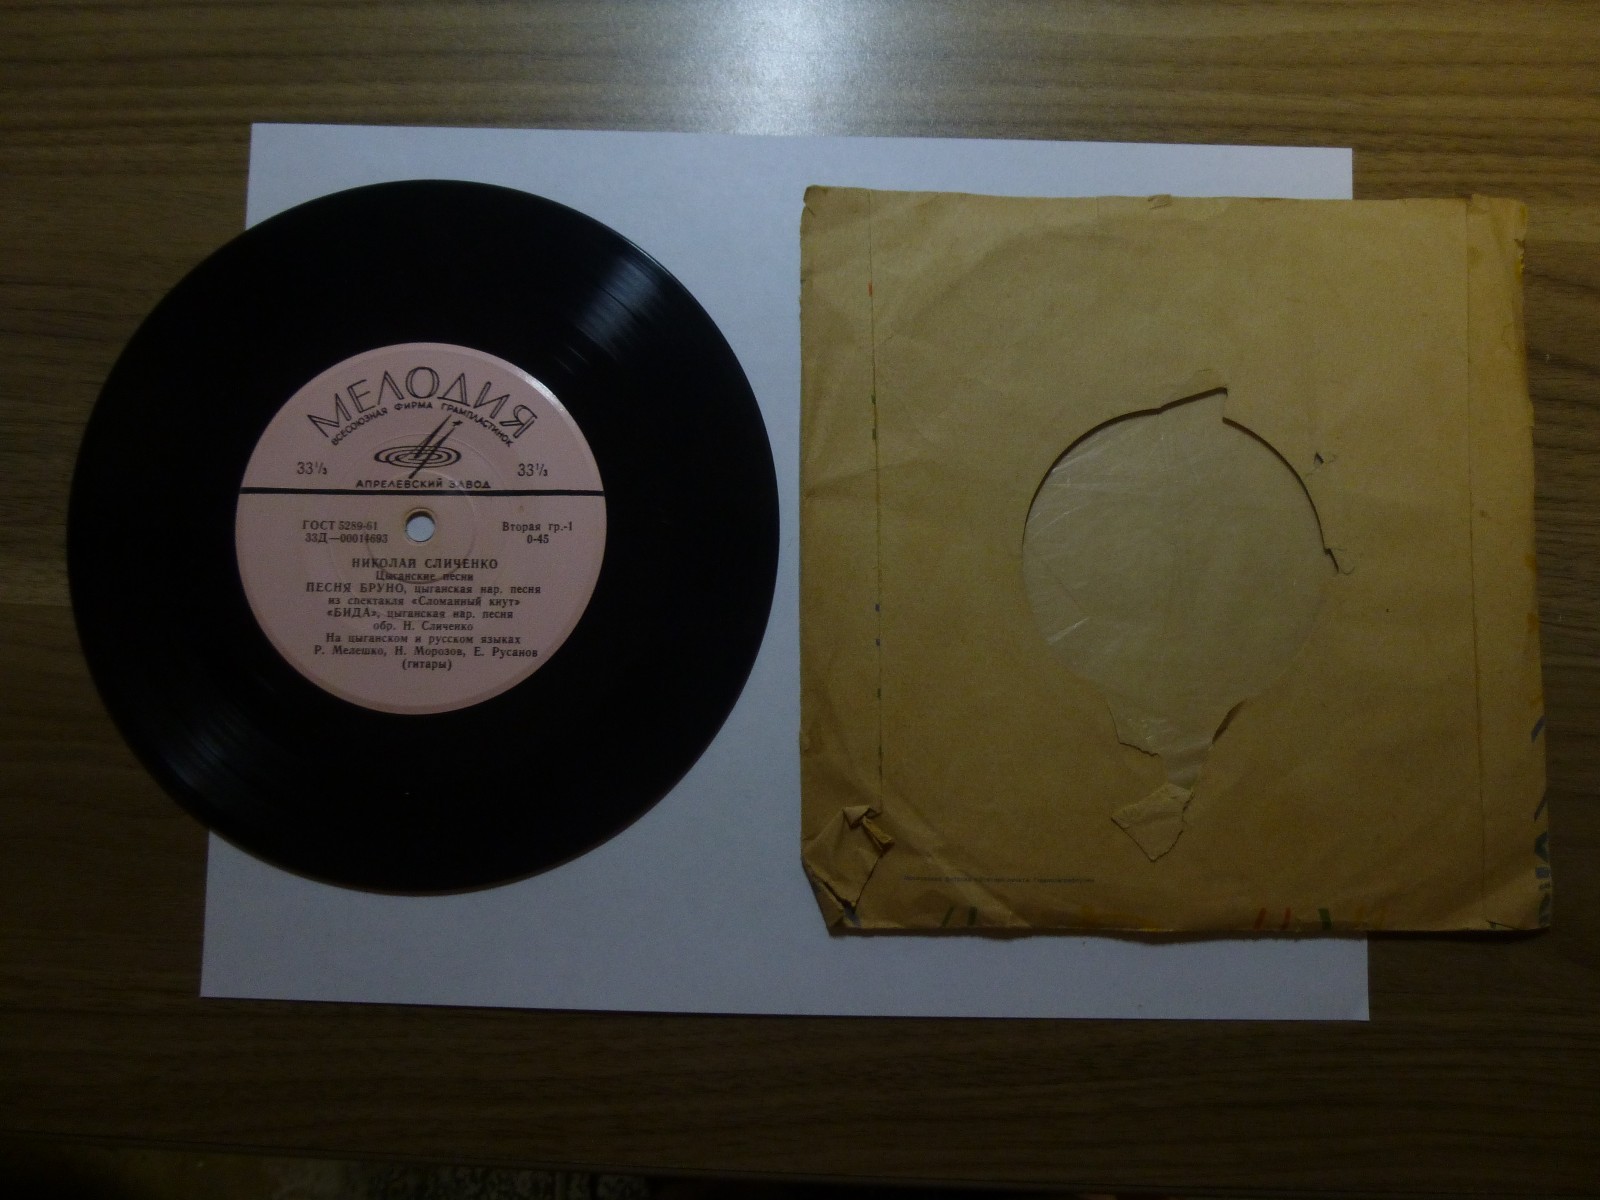 МЕЛОДИЯ
ВСЕСОЮЗНАЯ ФИРМА ГРАМПЛАСТИНОК
33⅓ 33⅓
АПРЕЛЕВСКИЙ ЗАВОД
ГОСТ 5289-61 Вторая гр.-1
33Д—00014693 0-45
НИКОЛАЙ СЛИЧЕНКО
Цыганские песни
ПЕСНЯ БРУНО, цыганская нар. песня
из спектакля «Сломанный кнут»
«БИДА», цыганская нар. песня
обр. Н. Сличенко
На цыганском и русском языках
Р. Мелешко, Н. Морозов, Е. Русанов
(гитары)